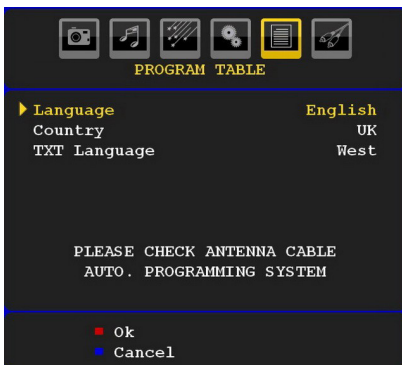 PROGRAM TABLE
Language English
Country UK
TXT Language West
PLEASE CHECK ANTENNA CABLE
AUTO. PROGRAMMING SYSTEM
Ok
Cancel